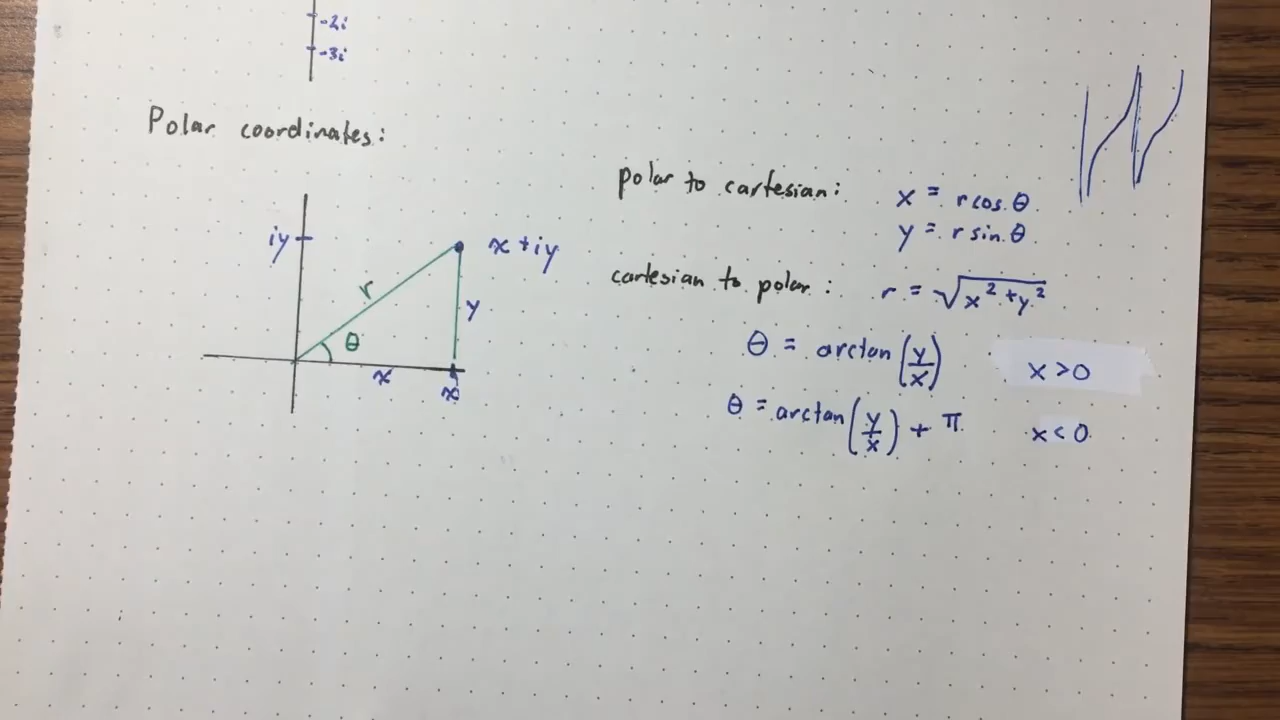 -2i
-3i
Polar coordinates:
iy
x + iy
r
y
θ
x
x
polar to cartesian: x = r cos θ
y = r sin θ
cartesian to polar: r = √(x² + y²)
θ = arctan(y/x) x > 0
θ = arctan(y/x) + π x < 0